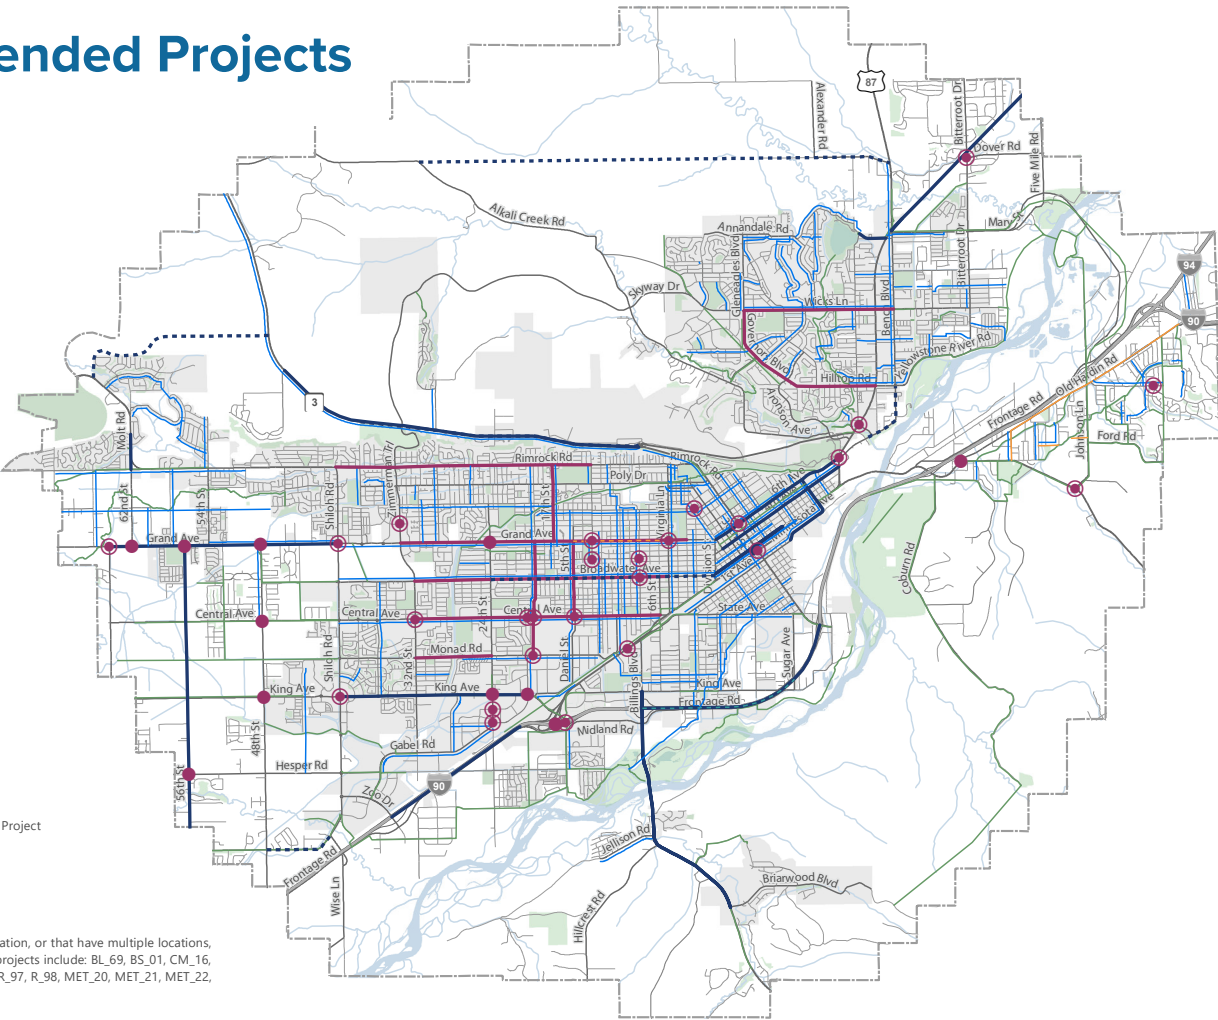 ended Projects
87
Alexander Rd
Bitterroot Dr
Dover Rd
Five Mile Rd
Alkali Creek Rd
Annandale Rd
Mary St
Gleneagles Blvd
Bitterroot Dr
94
Skyway Dr
Wicks Ln
Bench Blvd
90
Governors Blvd
Yellowstone River Rd
Hilltop Rd
Old Hardin Rd
3
Aronson Ave
Frontage Rd
Johnson Ln
Ford Rd
Molt Rd
Rimrock Rd
Rimrock Rd
Zimmerman Trl
Poly Dr
6th Ave
62nd St
54th St
Shiloh Rd
17th St
Virginia Ln
Grand Ave
Grand Ave
5th St
Division St
Broadwater Ave
1st Ave
Coburn Rd
Central Ave
Central Ave
24th St
Central Ave
6th St
State Ave
Shiloh Rd
32nd St
Monad Rd
Daniel St
Billings Blvd
Sugar Ave
King Ave
King Ave
King Ave
Frontage Rd
48th St
Gabel Rd
Midland Rd
56th St
Hesper Rd
90
Zoo Dr
Project
Frontage Rd
Jellison Rd
Wise Ln
Hillcrest Rd
Briarwood Blvd
ation, or that have multiple locations,
projects include: BL_69, BS_01, CM_16,
R_97, R_98, MET_20, MET_21, MET_22,